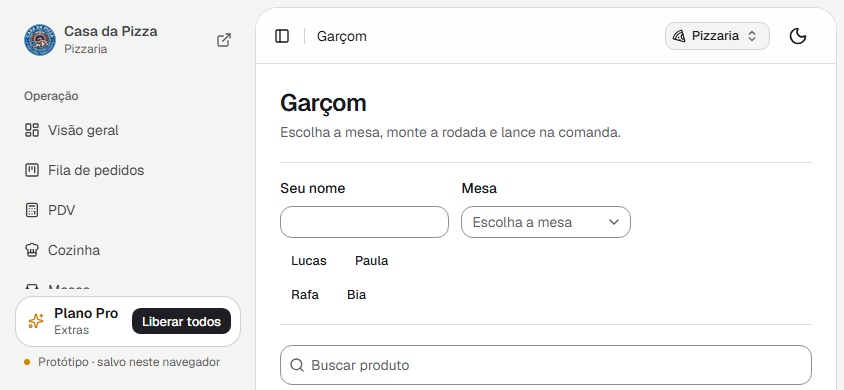 Casa da Pizza
Pizzaria
Operação
Visão geral
Fila de pedidos
PDV
Cozinha
Plano Pro
Extras
Liberar todos
Protótipo · salvo neste navegador
Garçom
Pizzaria
Garçom
Escolha a mesa, monte a rodada e lance na comanda.
Seu nome
Mesa
Escolha a mesa
Lucas Paula
Rafa Bia
Buscar produto